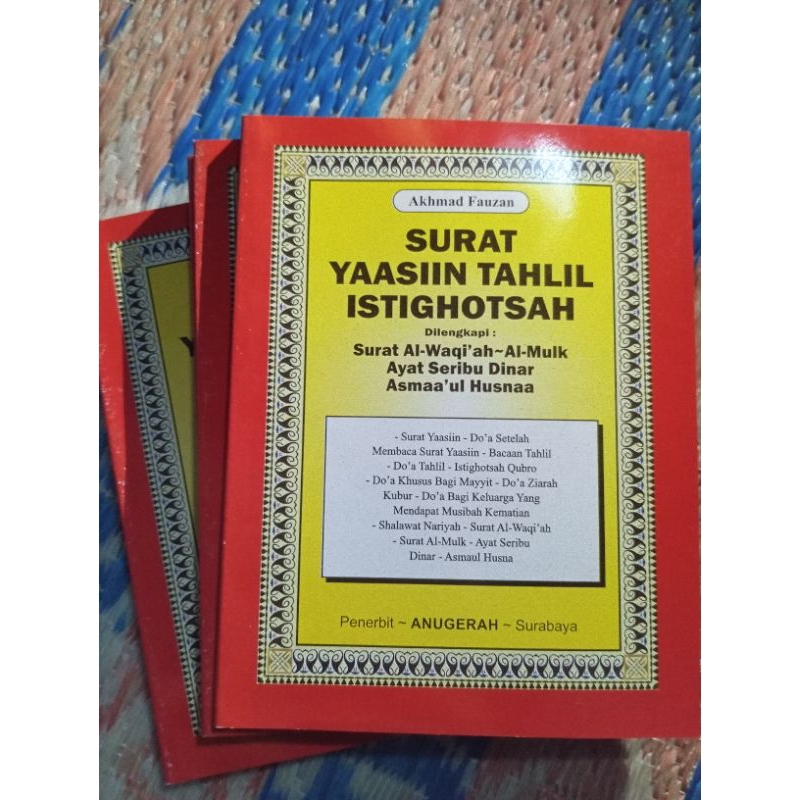 Akhmad Fauzan
SURAT
YAASIIN TAHLIL
ISTIGHOTSAH
Dilengkapi :
Surat Al-Waqi'ah~Al-Mulk
Ayat Seribu Dinar
Asmaa'ul Husnaa
- Surat Yaasiin - Do'a Setelah
Membaca Surat Yaasiin - Bacaan Tahlil
- Do'a Tahlil - Istighotsah Qubro
- Do'a Khusus Bagi Mayyit - Do'a Ziarah
Kubur - Do'a Bagi Keluarga Yang
Mendapat Musibah Kematian
- Shalawat Nariyah - Surat Al-Waqi'ah
- Surat Al-Mulk - Ayat Seribu
Dinar - Asmaul Husna
Penerbit ~ ANUGERAH ~ Surabaya